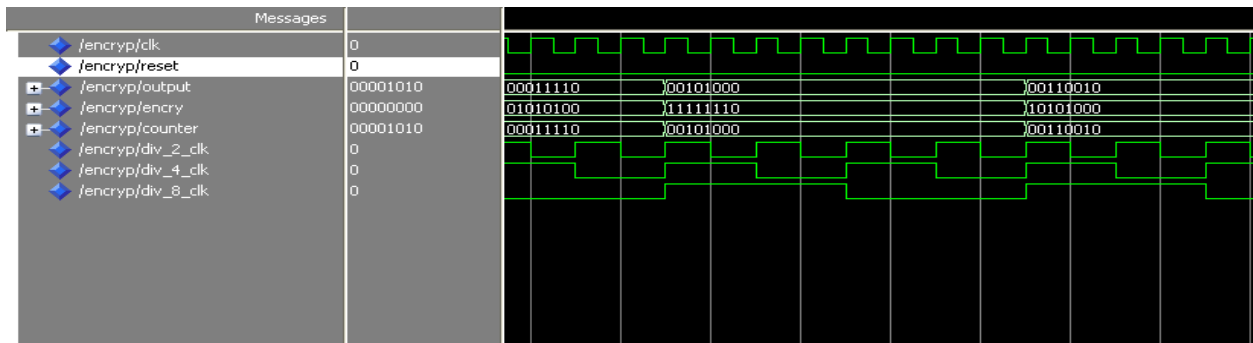 Messages
/encryp/clk 0
/encryp/reset 0
/encryp/output 00001010 00011110 00101000 00110010
/encryp/encry 00000000 01010100 11111110 10101000
/encryp/counter 00001010 00011110 00101000 00110010
/encryp/div_2_clk 0
/encryp/div_4_clk 0
/encryp/div_8_clk 0